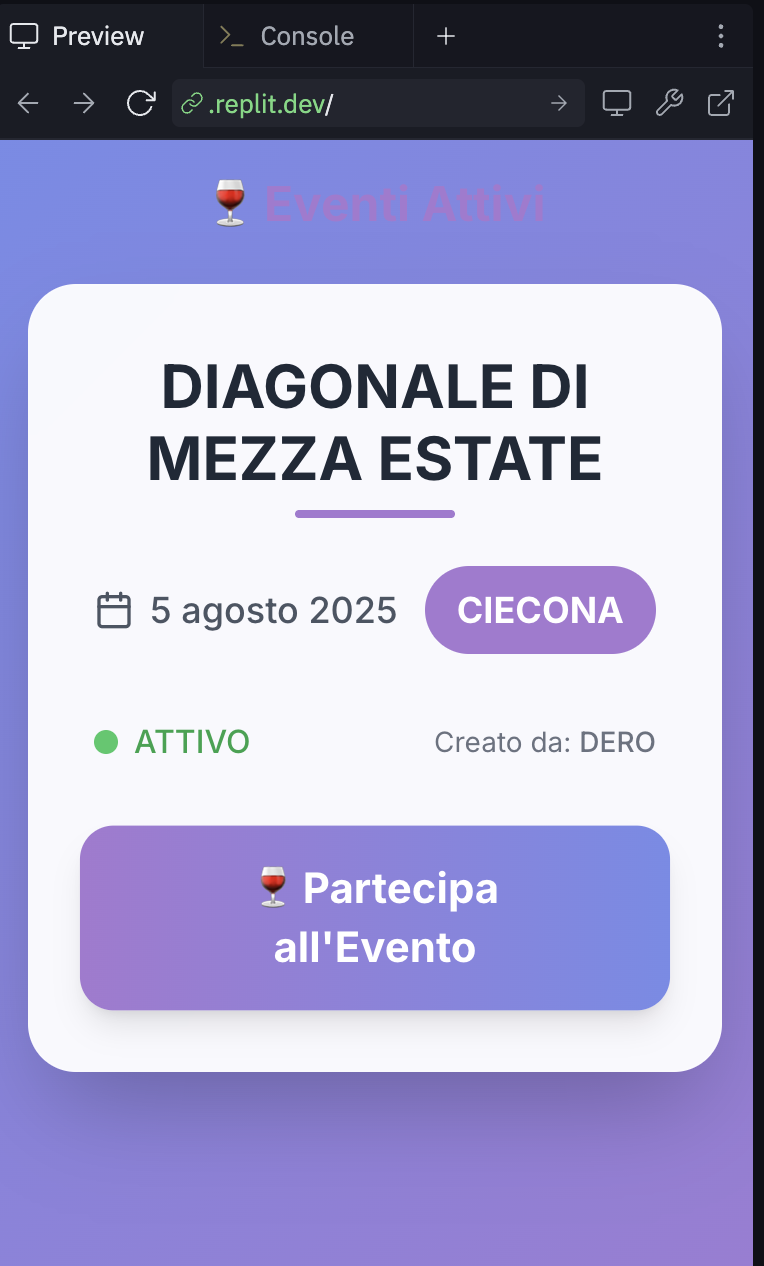 Preview
Console
.replit.dev/
🍷 Eventi Attivi
DIAGONALE DI
MEZZA ESTATE
5 agosto 2025
CIECONA
ATTIVO
Creato da: DERO
🍷 Partecipa
all'Evento